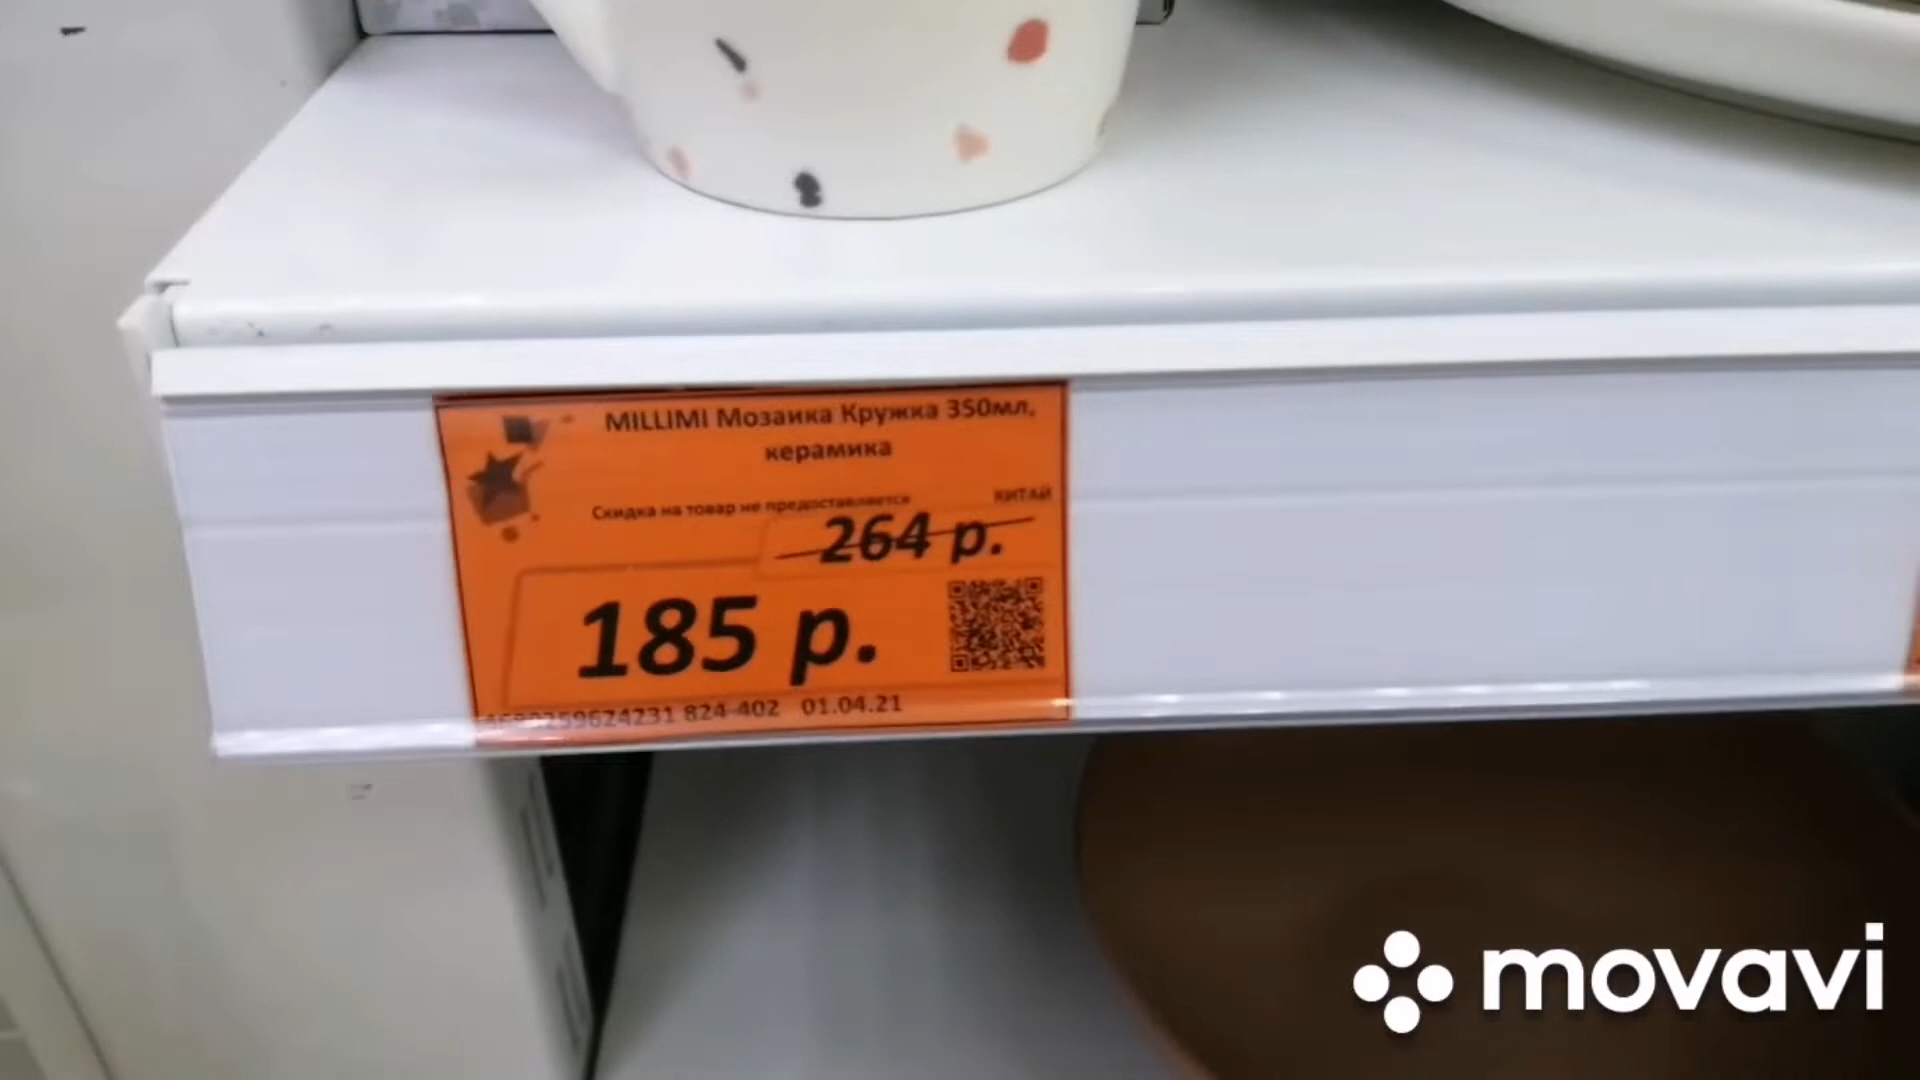 MILLIMI Мозаика Кружка 350мл,
керамика
Скидка на товар не предоставляется КИТАЙ
264 р.
185 р.
824-402 01.04.21
movavi